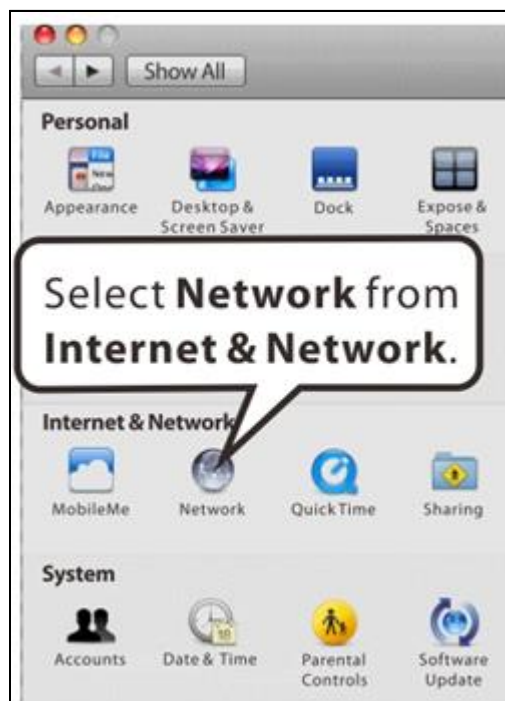 Show All
Personal
Appearance
Desktop &
Screen Saver
Dock
Expose &
Spaces
Select Network from
Internet & Network.
Internet & Network
MobileMe
Network
QuickTime
Sharing
System
Accounts
Date & Time
Parental
Controls
Software
Update